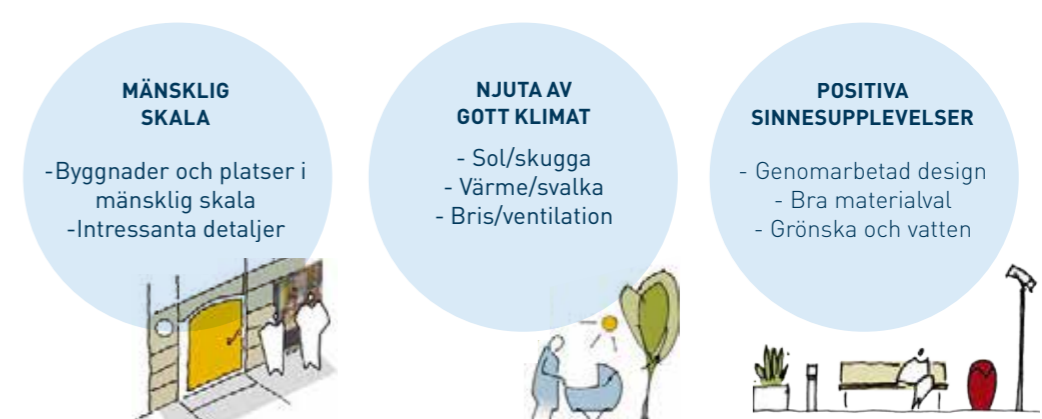 MÄNSKLIG
SKALA
-Byggnader och platser i
mänsklig skala
-Intressanta detaljer
NJUTA AV
GOTT KLIMAT
- Sol/skugga
- Värme/svalka
- Bris/ventilation
POSITIVA
SINNESUPPLEVELSER
- Genomarbetad design
- Bra materialval
- Grönska och vatten